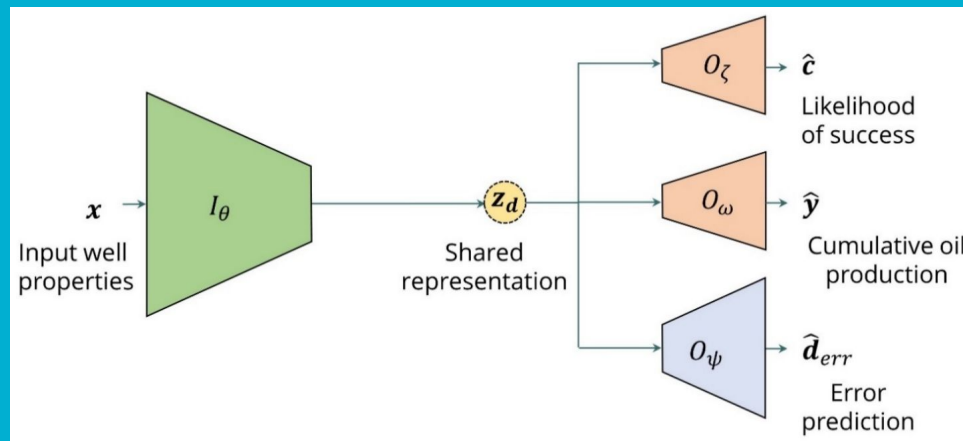 x
Input well
properties
I_θ
z_d
Shared
representation
O_ζ
ĉ
Likelihood
of success
O_ω
ŷ
Cumulative oil
production
O_ψ
d̂_err
Error
prediction